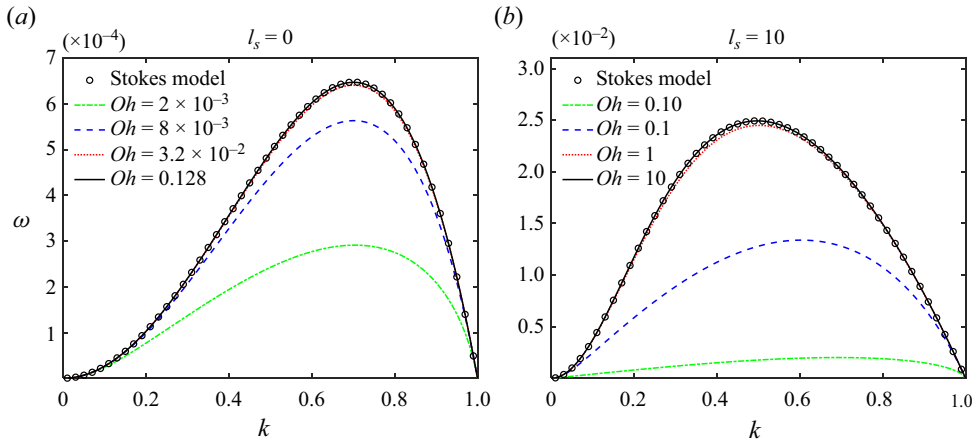 (a) (b)
(×10⁻⁴) lₛ = 0 (×10⁻²) lₛ = 10
7
6
5
4
3
2
1
Stokes model
Oh = 2 × 10⁻³
Oh = 8 × 10⁻³
Oh = 3.2 × 10⁻²
Oh = 0.128
ω
0 0.2 0.4 0.6 0.8 1.0
k
3.0
2.5
2.0
1.5
1.0
0.5
Stokes model
Oh = 0.10
Oh = 0.1
Oh = 1
Oh = 10
0 0.2 0.4 0.6 0.8 1.0
k